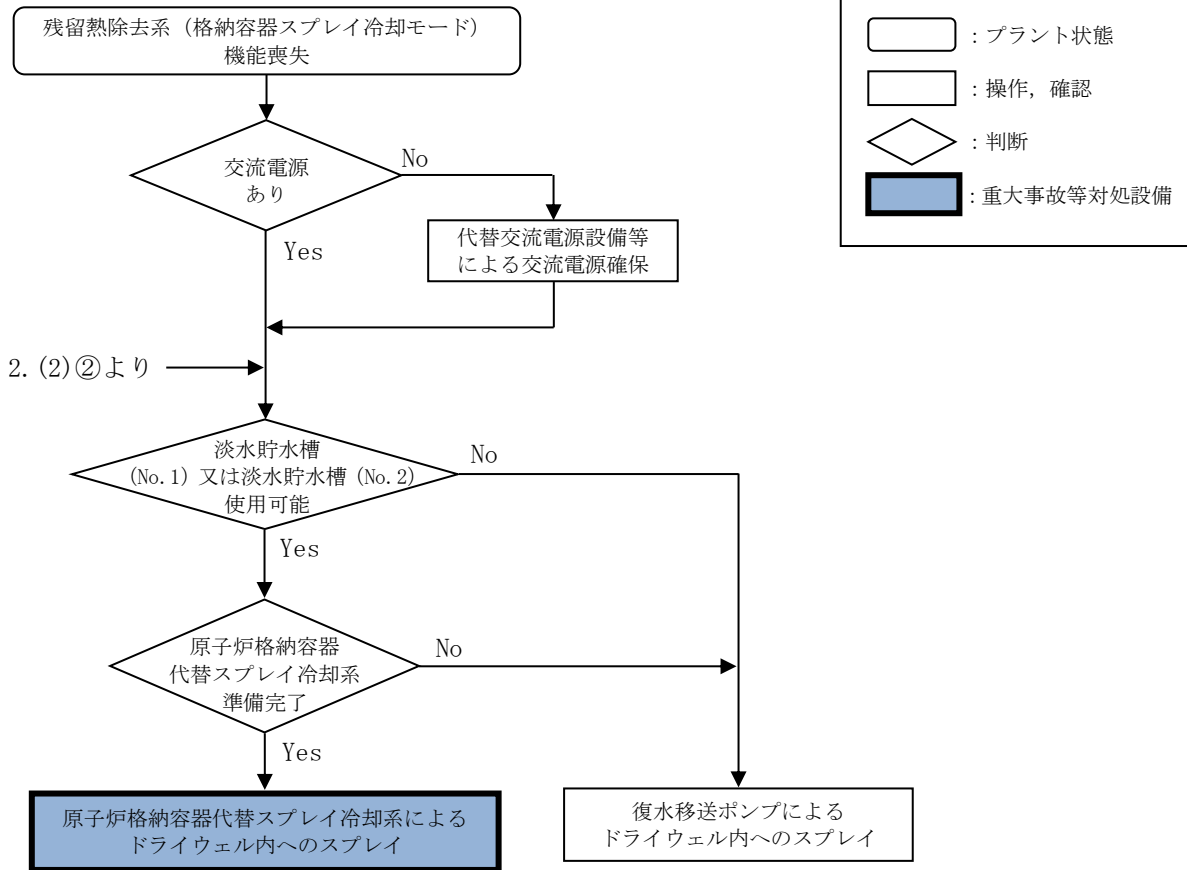 残留熱除去系（格納容器スプレイ冷却モード）
機能喪失
：プラント状態
：操作，確認
：判断
：重大事故等対処設備
交流電源
あり
No
Yes
代替交流電源設備等
による交流電源確保
2.(2)②より
淡水貯水槽
(No.1) 又は淡水貯水槽 (No.2)
使用可能
No
Yes
原子炉格納容器
代替スプレイ冷却系
準備完了
No
Yes
原子炉格納容器代替スプレイ冷却系による
ドライウェル内へのスプレイ
復水移送ポンプによる
ドライウェル内へのスプレイ